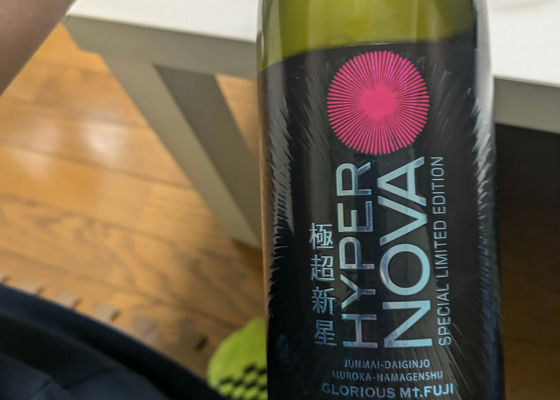 極超新星
HYPER
NOVA
SPECIAL LIMITED EDITION
JUNMAI-DAIGINJO
MUROKA-NAMAGENSHU
GLORIOUS Mt.FUJI